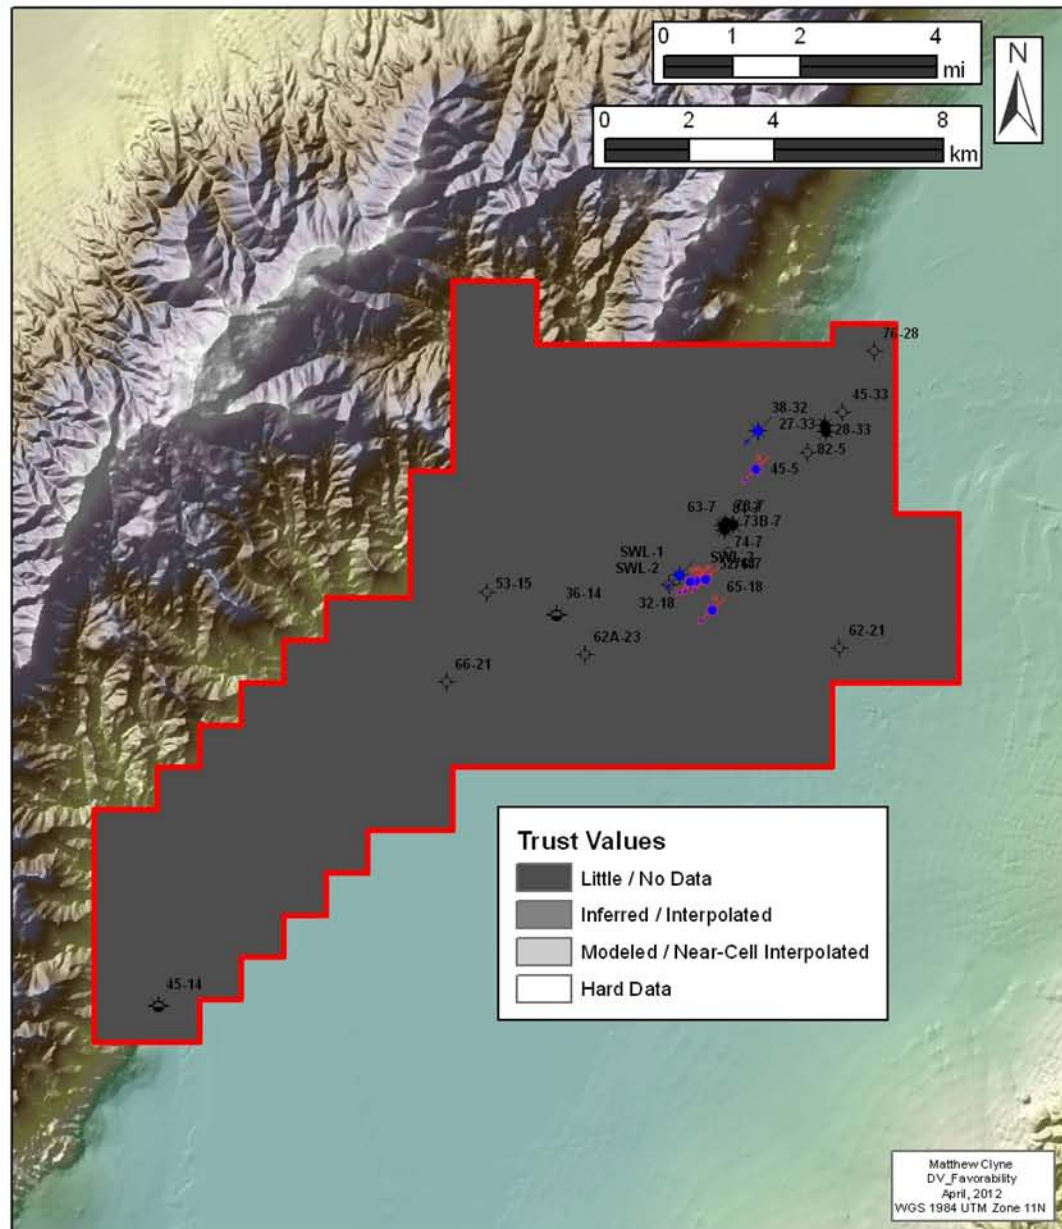 0 1 2 4
mi
N
0 2 4 8
km
76-28
38-32
45-33
27-33
28-33
82-5
45-5
63-7
73B-7
74-7
SWL-1
SWL-2
65-18
32-18
53-15
36-14
62A-23
62-21
66-21
Trust Values
Little / No Data
Inferred / Interpolated
Modeled / Near-Cell Interpolated
Hard Data
45-14
Matthew Clyne
DV_Favorability
April, 2012
WGS 1984 UTM Zone 11N